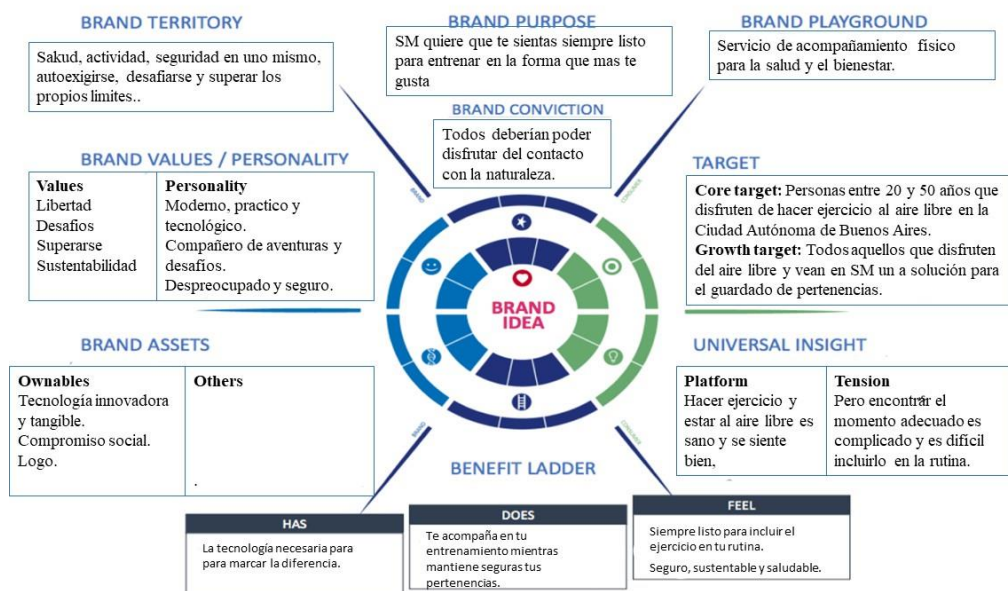 BRAND TERRITORY
Sakud, actividad, seguridad en uno mismo,
autoexigirse, desafiarse y superar los
propios limites..
BRAND PURPOSE
SM quiere que te sientas siempre listo
para entrenar en la forma que mas te
gusta
BRAND PLAYGROUND
Servicio de acompañamiento físico
para la salud y el bienestar.
BRAND CONVICTION
Todos deberían poder
disfrutar del contacto
con la naturaleza.
BRAND VALUES / PERSONALITY
Values
Libertad
Desafios
Superarse
Sustentabilidad
Personality
Moderno, practico y
tecnológico.
Compañero de aventuras y
desafíos.
Despreocupado y seguro.
TARGET
Core target: Personas entre 20 y 50 años que
disfruten de hacer ejercicio al aire libre en la
Ciudad Autónoma de Buenos Aires.
Growth target: Todos aquellos que disfruten
del aire libre y vean en SM un a solución para
el guardado de pertenencias.
BRAND
CONSUMER
BRAND
IDEA
BRAND ASSETS
Ownables
Tecnología innovadora
y tangible.
Compromiso social.
Logo.
Others
.
UNIVERSAL INSIGHT
Platform
Hacer ejercicio y
estar al aire libre es
sano y se siente
bien,
Tension
Pero encontrar el
momento adecuado es
complicado y es difícil
incluirlo en la rutina.
BRAND
CONSUMER
BENEFIT LADDER
HAS
La tecnología necesaria para
para marcar la diferencia.
DOES
Te acompaña en tu
entrenamiento mientras
mantiene seguras tus
pertenencias.
FEEL
Siempre listo para incluir el
ejercicio en tu rutina.
Seguro, sustentable y saludable.